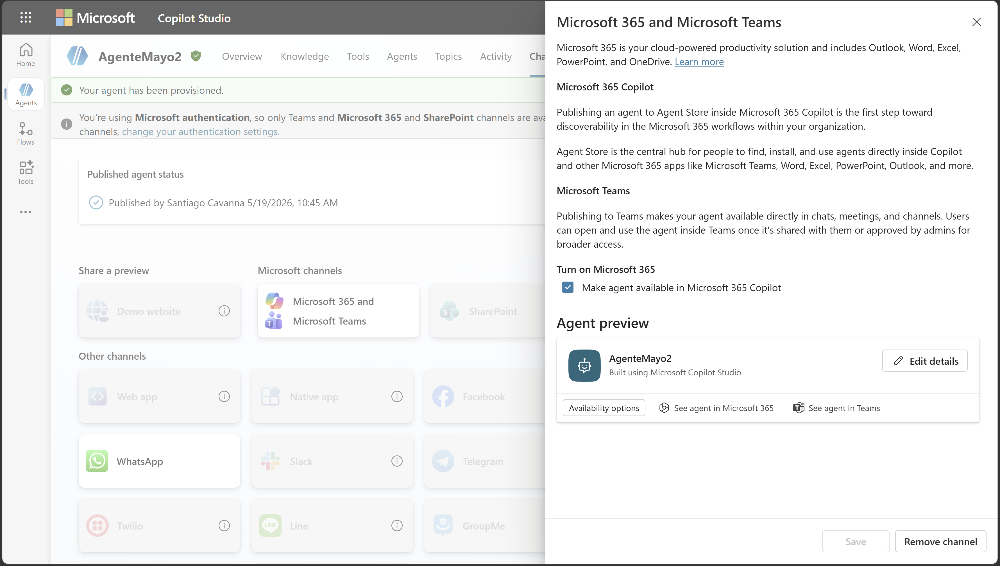 Microsoft
Copilot Studio
Home
Agents
Flows
Tools
AgenteMayo2
Overview
Knowledge
Tools
Agents
Topics
Activity
Cha
Your agent has been provisioned.
You're using Microsoft authentication, so only Teams and Microsoft 365 and SharePoint channels are ava
channels, change your authentication settings.
Published agent status
Published by Santiago Cavanna 5/19/2026, 10:45 AM
Share a preview
Demo website
Microsoft channels
Microsoft 365 and
Microsoft Teams
SharePoint
Other channels
Web app
Native app
Facebook
WhatsApp
Slack
Telegram
Twilio
LINE
Line
GroupMe
Microsoft 365 and Microsoft Teams
Microsoft 365 is your cloud-powered productivity solution and includes Outlook, Word, Excel,
PowerPoint, and OneDrive. Learn more
Microsoft 365 Copilot
Publishing an agent to Agent Store inside Microsoft 365 Copilot is the first step toward
discoverability in the Microsoft 365 workflows within your organization.
Agent Store is the central hub for people to find, install, and use agents directly inside Copilot
and other Microsoft 365 apps like Microsoft Teams, Word, Excel, PowerPoint, Outlook, and more.
Microsoft Teams
Publishing to Teams makes your agent available directly in chats, meetings, and channels. Users
can open and use the agent inside Teams once it's shared with them or approved by admins for
broader access.
Turn on Microsoft 365
Make agent available in Microsoft 365 Copilot
Agent preview
AgenteMayo2
Built using Microsoft Copilot Studio.
Edit details
Availability options
See agent in Microsoft 365
See agent in Teams
Save
Remove channel